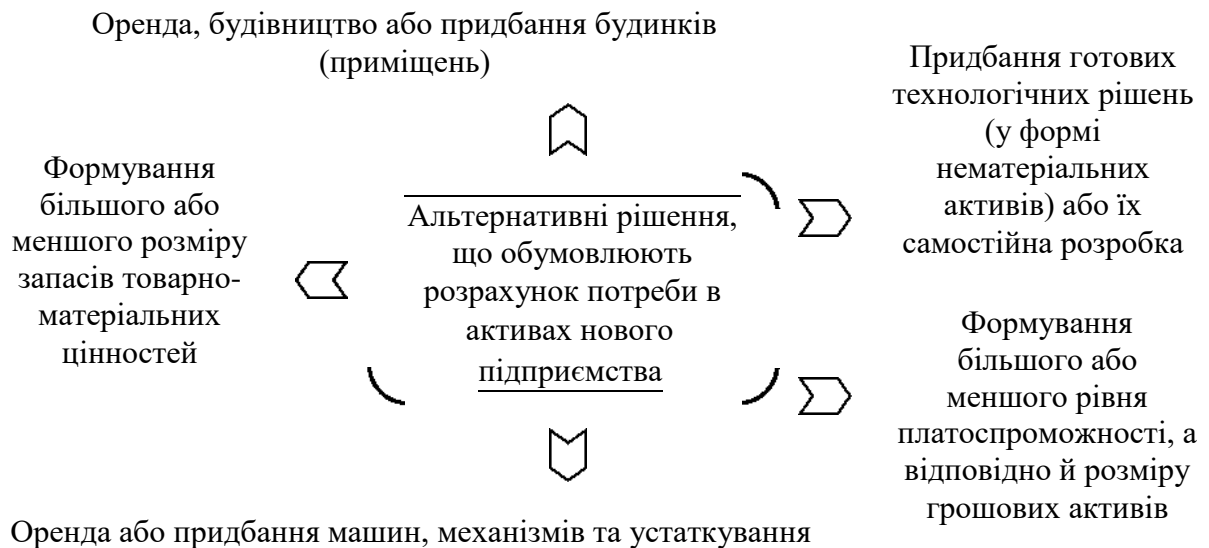 Оренда, будівництво або придбання будинків
(приміщень)
Придбання готових
технологічних рішень
(у формі
нематеріальних
активів) або їх
самостійна розробка
Формування
більшого або
меншого розміру
запасів товарно-
матеріальних
цінностей
Альтернативні рішення,
що обумовлюють
розрахунок потреби в
активах нового
підприємства
Формування
більшого або
меншого рівня
платоспроможності, а
відповідно й розміру
грошових активів
Оренда або придбання машин, механізмів та устаткування